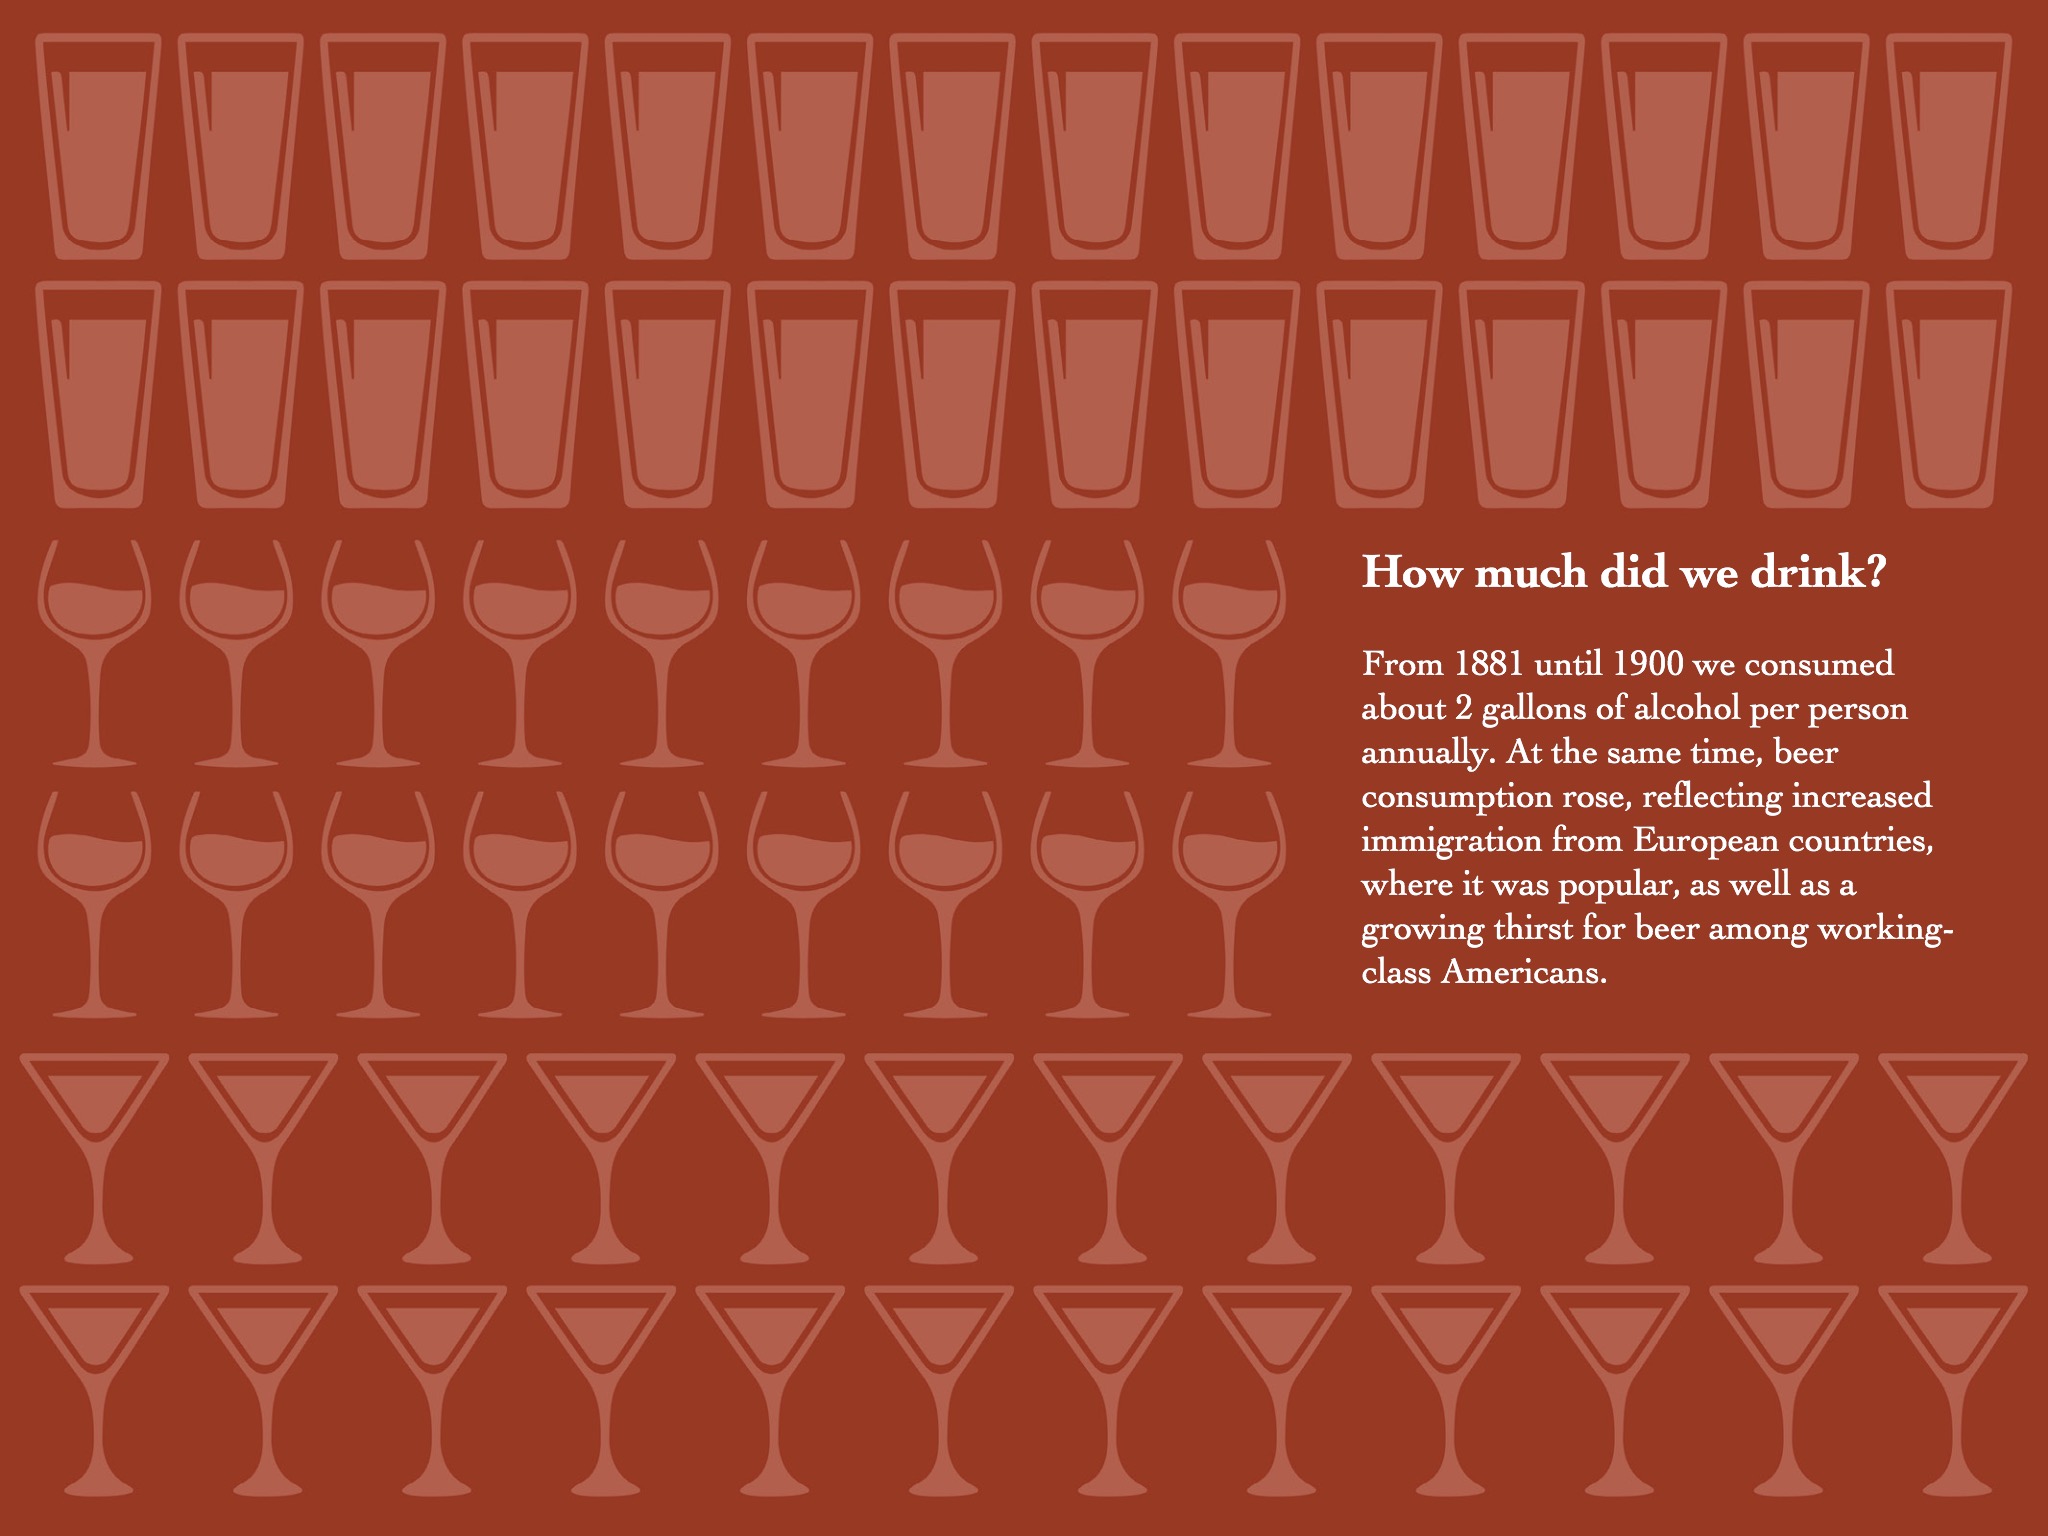 How much did we drink?
From 1881 until 1900 we consumed
about 2 gallons of alcohol per person
annually. At the same time, beer
consumption rose, reflecting increased
immigration from European countries,
where it was popular, as well as a
growing thirst for beer among working-
class Americans.